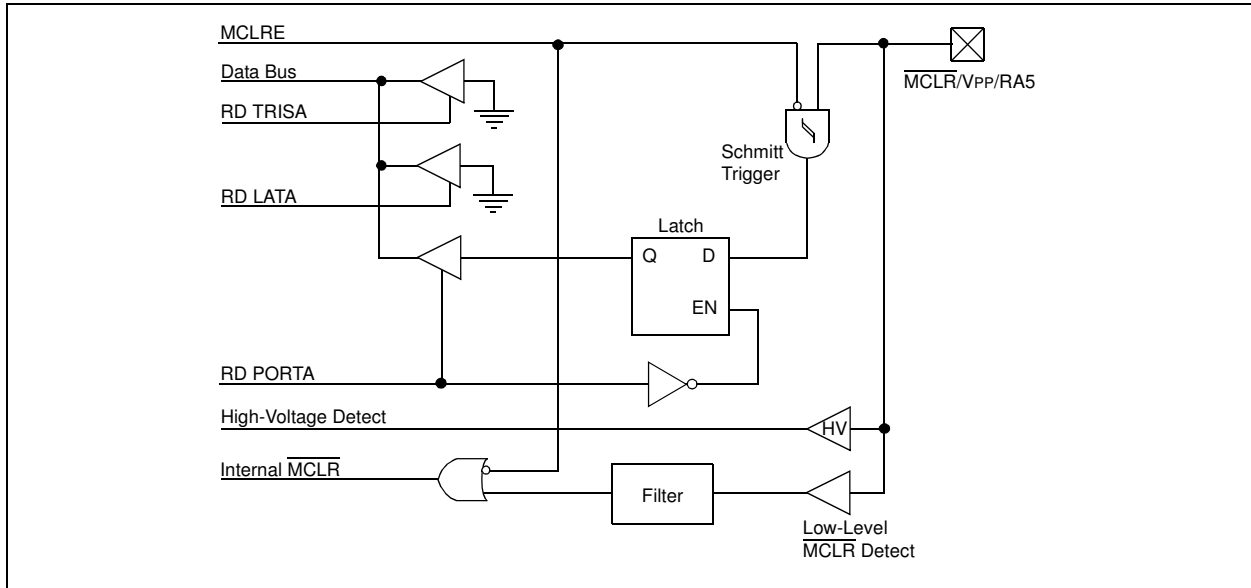 MCLRE
Data Bus
RD TRISA
MCLR/VPP/RA5
Schmitt
Trigger
RD LATA
Latch
Q
D
EN
RD PORTA
High-Voltage Detect
HV
Internal MCLR
Filter
Low-Level
MCLR Detect